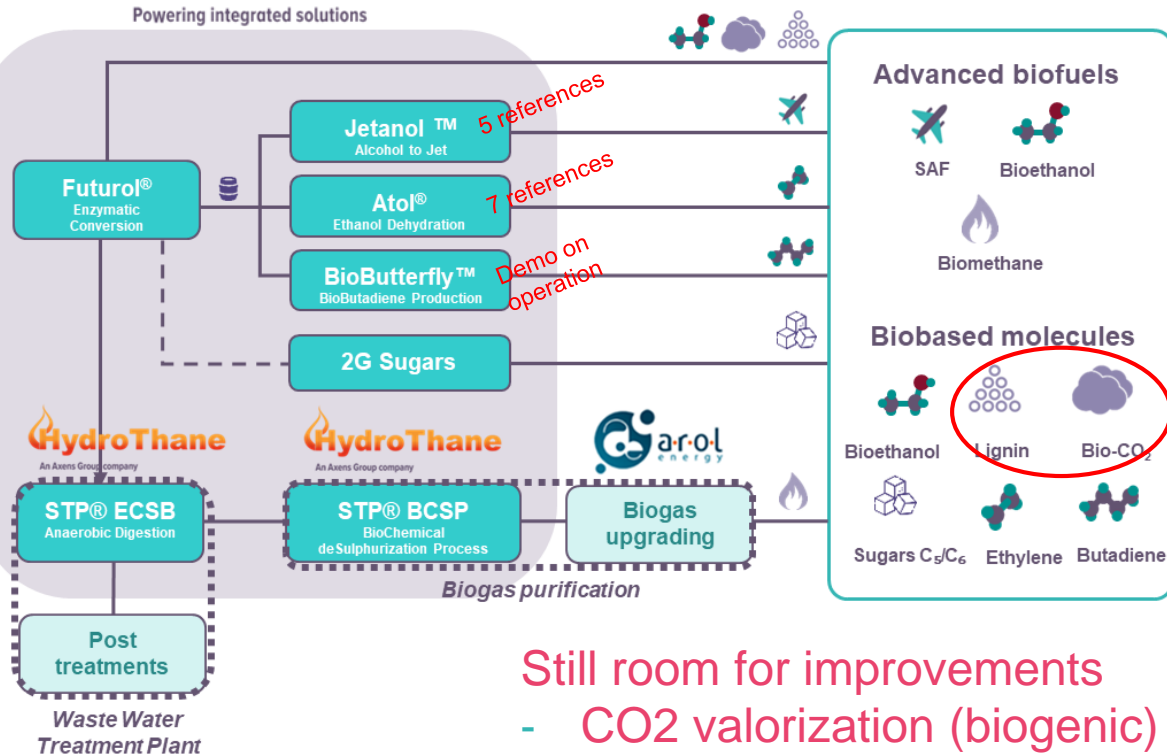 Powering integrated solutions
Jetanol ™
Alcohol to Jet
5 references
Futurol®
Enzymatic
Conversion
Atol®
Ethanol Dehydration
7 references
BioButterfly™
BioButadiene Production
Demo on
operation
2G Sugars
HydroThane
An Axens Group company
HydroThane
An Axens Group company
arol
energy
STP® ECSB
Anaerobic Digestion
STP® BCSP
BioChemical
deSulphurization Process
Biogas
upgrading
Biogas purification
Post
treatments
Waste Water
Treatment Plant
Advanced biofuels
SAF
Bioethanol
Biomethane
Biobased molecules
Bioethanol
Lignin
Bio-CO₂
Sugars C₅/C₆
Ethylene
Butadiene
Still room for improvements
- CO2 valorization (biogenic)